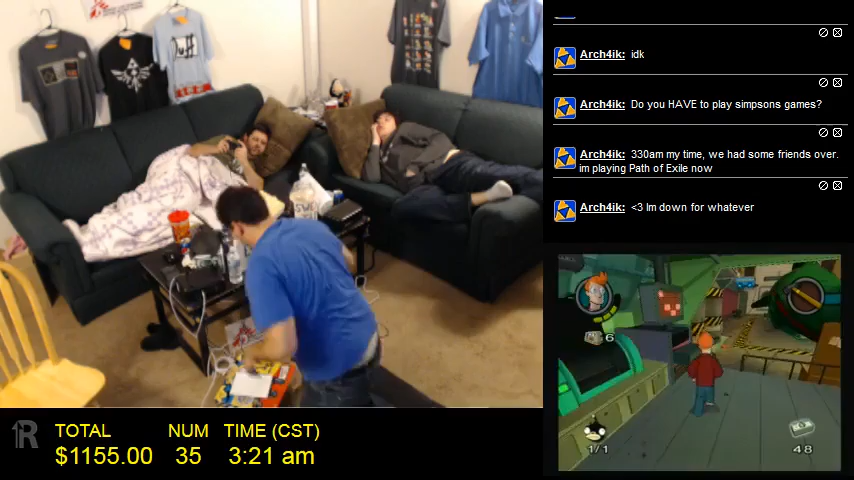 Arch4ik: idk
Arch4ik: Do you HAVE to play simpsons games?
Arch4ik: 330am my time, we had some friends over.
im playing Path of Exile now
Arch4ik: <3 Im down for whatever
Duff
6
1/1
48
R
TOTAL NUM TIME (CST)
$1155.00 35 3:21 am